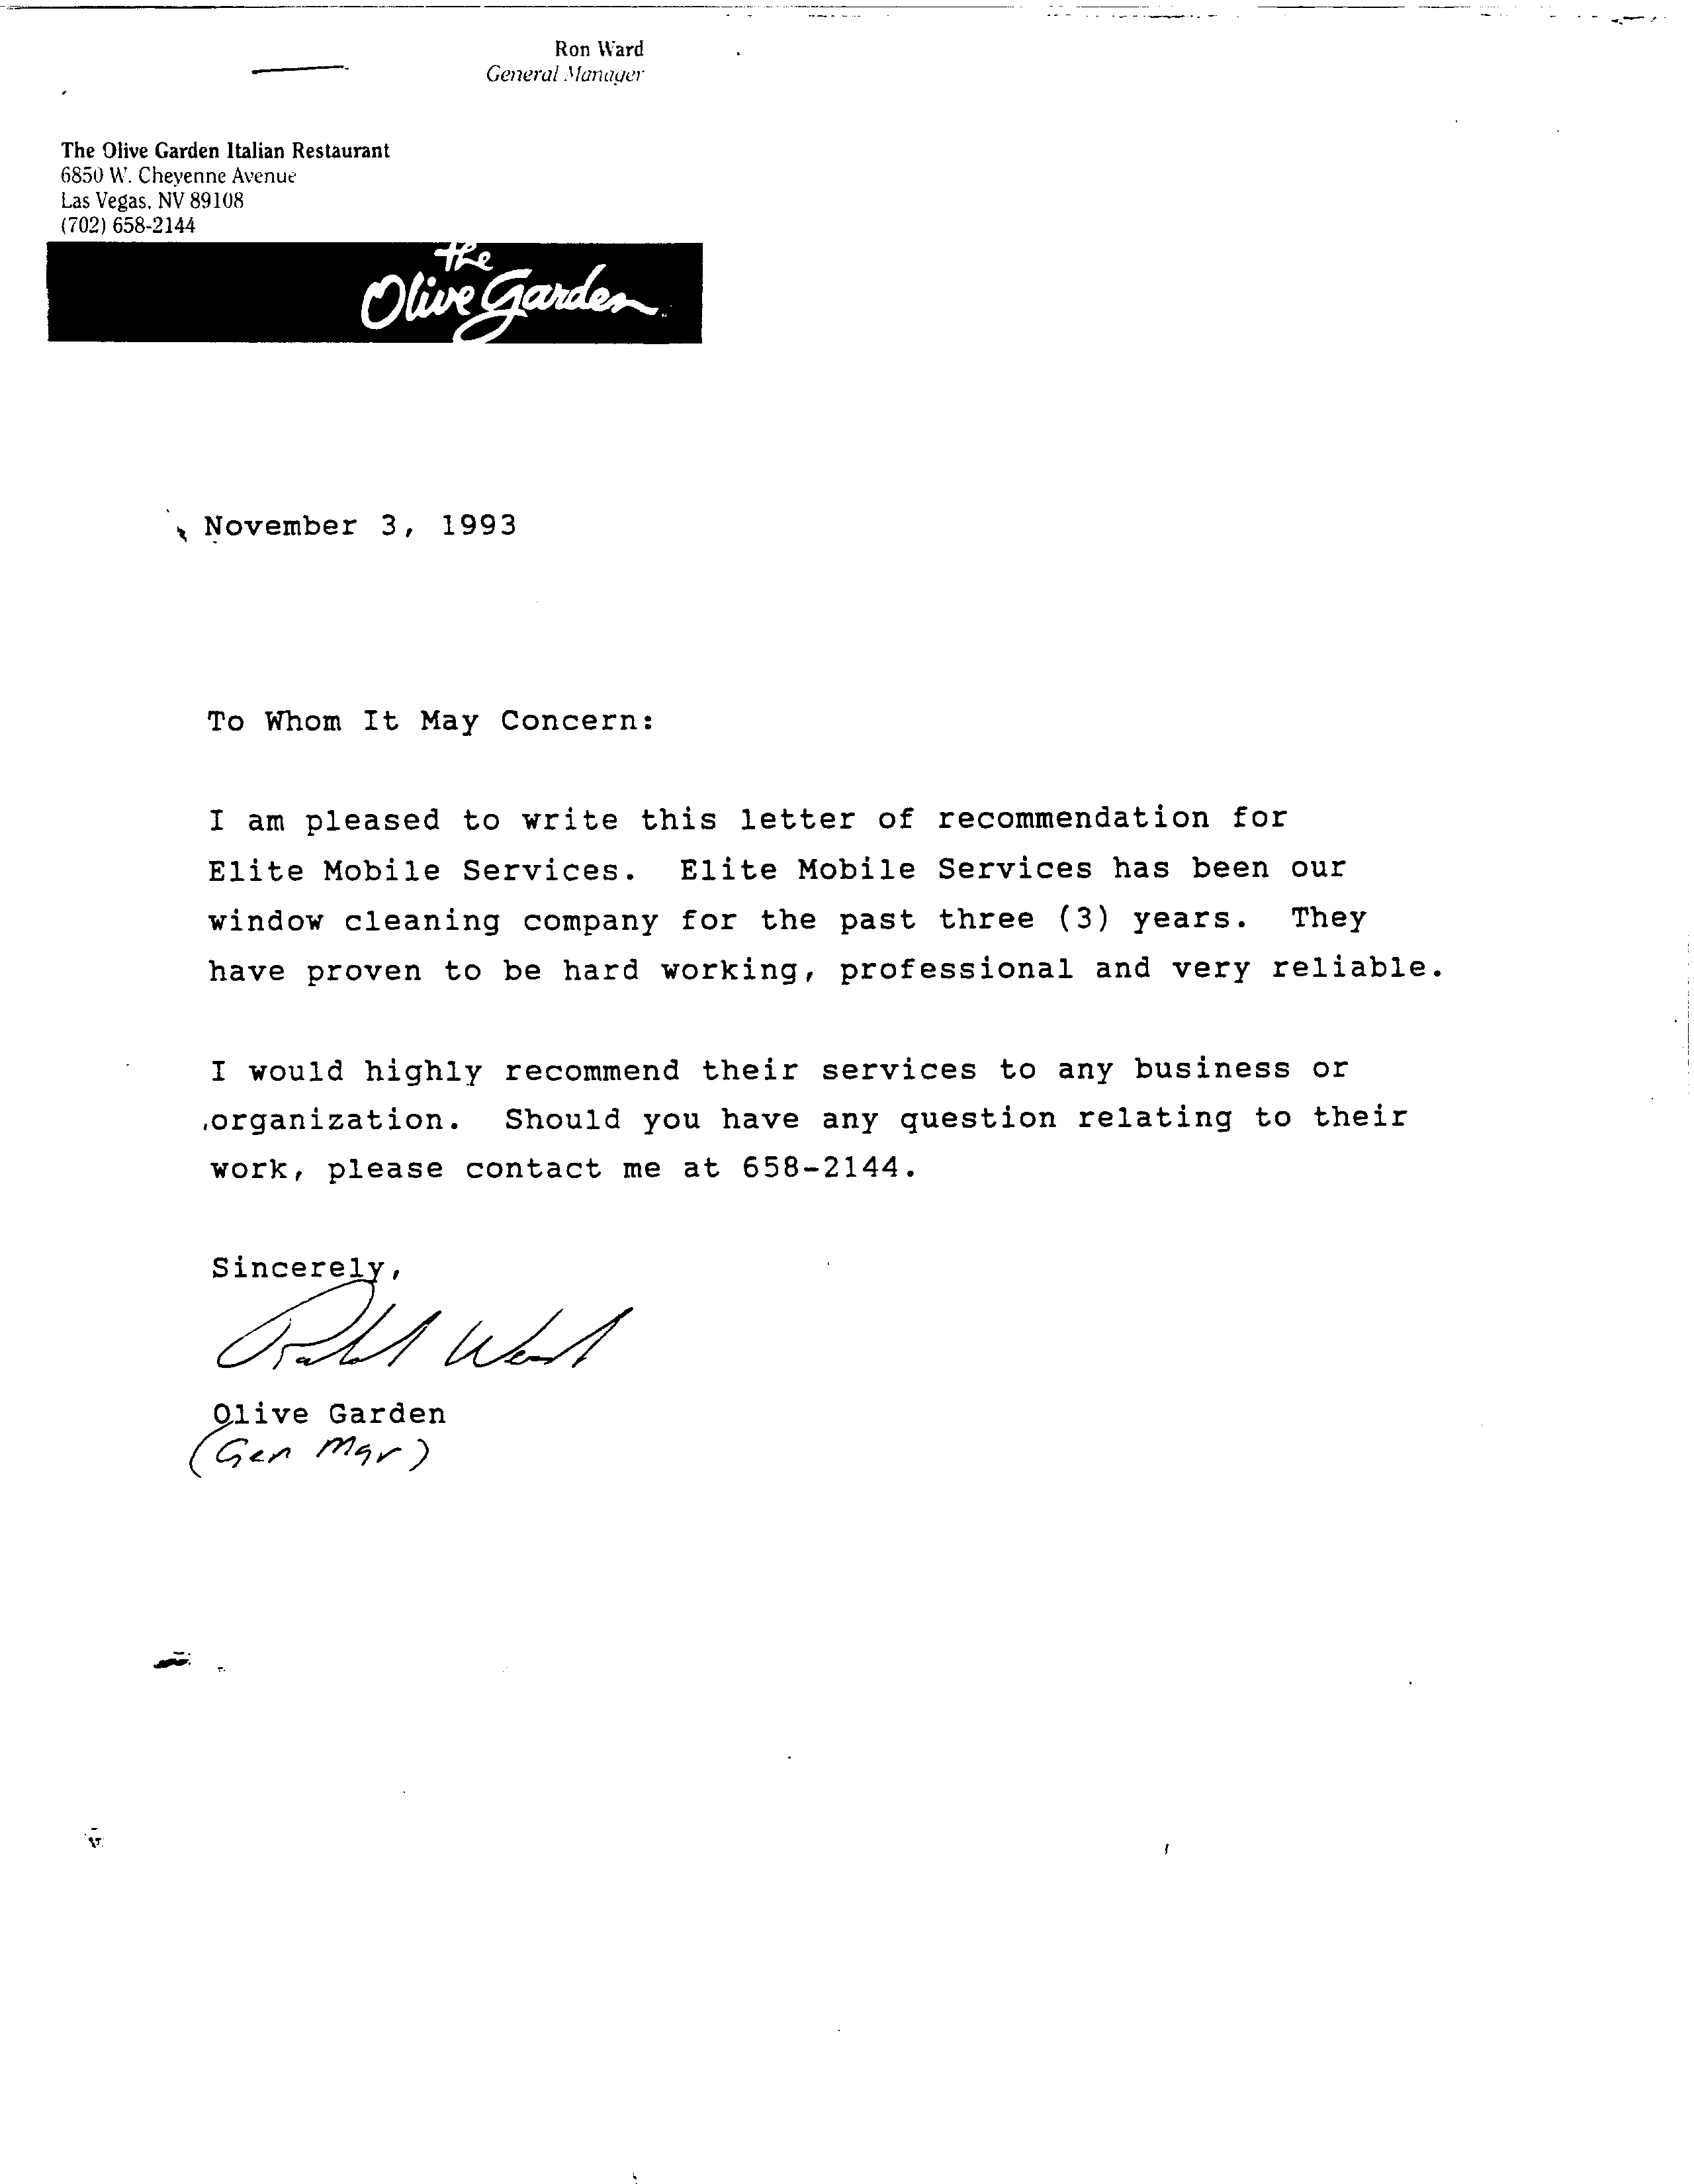 Ron Ward
General Manager
The Olive Garden Italian Restaurant
6850 W. Cheyenne Avenue
Las Vegas, NV 89108
(702) 658-2144
the
Olive Garden
November 3, 1993
To Whom It May Concern:
I am pleased to write this letter of recommendation for
Elite Mobile Services.  Elite Mobile Services has been our
window cleaning company for the past three (3) years.  They
have proven to be hard working, professional and very reliable.
I would highly recommend their services to any business or
organization.  Should you have any question relating to their
work, please contact me at 658-2144.
Sincerely,
Ward
Olive Garden
(Gen Mgr)